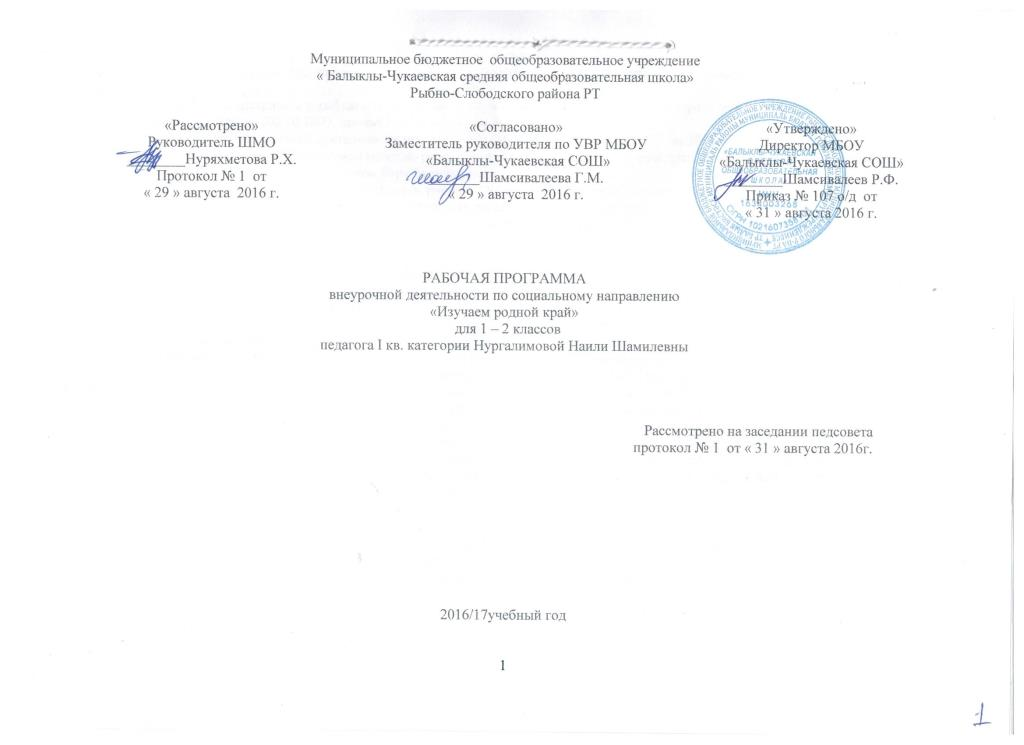 Муниципальное бюджетное  общеобразовательное учреждение
« Балыклы-Чукаевская средняя общеобразовательная школа»
Рыбно-Слободского района РТ
«Рассмотрено»
Руководитель ШМО
Нуряхметова Р.Х.
Протокол № 1  от
« 29 » августа  2016 г.
«Согласовано»
Заместитель руководителя по УВР МБОУ
«Балыклы-Чукаевская СОШ»
Шамсивалеева Г.М.
« 29 » августа  2016 г.
«Утверждено»
Директор МБОУ
«Балыклы-Чукаевская СОШ»
Шамсивалеев Р.Ф.
Приказ № 107 о/д  от
« 31 » августа 2016 г.
«БАЛЫКЛЫ-ЧУКАЕВСКАЯ
ОБЩЕОБРАЗОВАТЕЛЬНАЯ
ШКОЛА»
РАБОЧАЯ ПРОГРАММА
внеурочной деятельности по социальному направлению
«Изучаем родной край»
для 1 – 2 классов
педагога I кв. категории Нургалимовой Наили Шамилевны
Рассмотрено на заседании педсовета
протокол № 1  от « 31 » августа 2016г.
2016/17учебный год
1
1